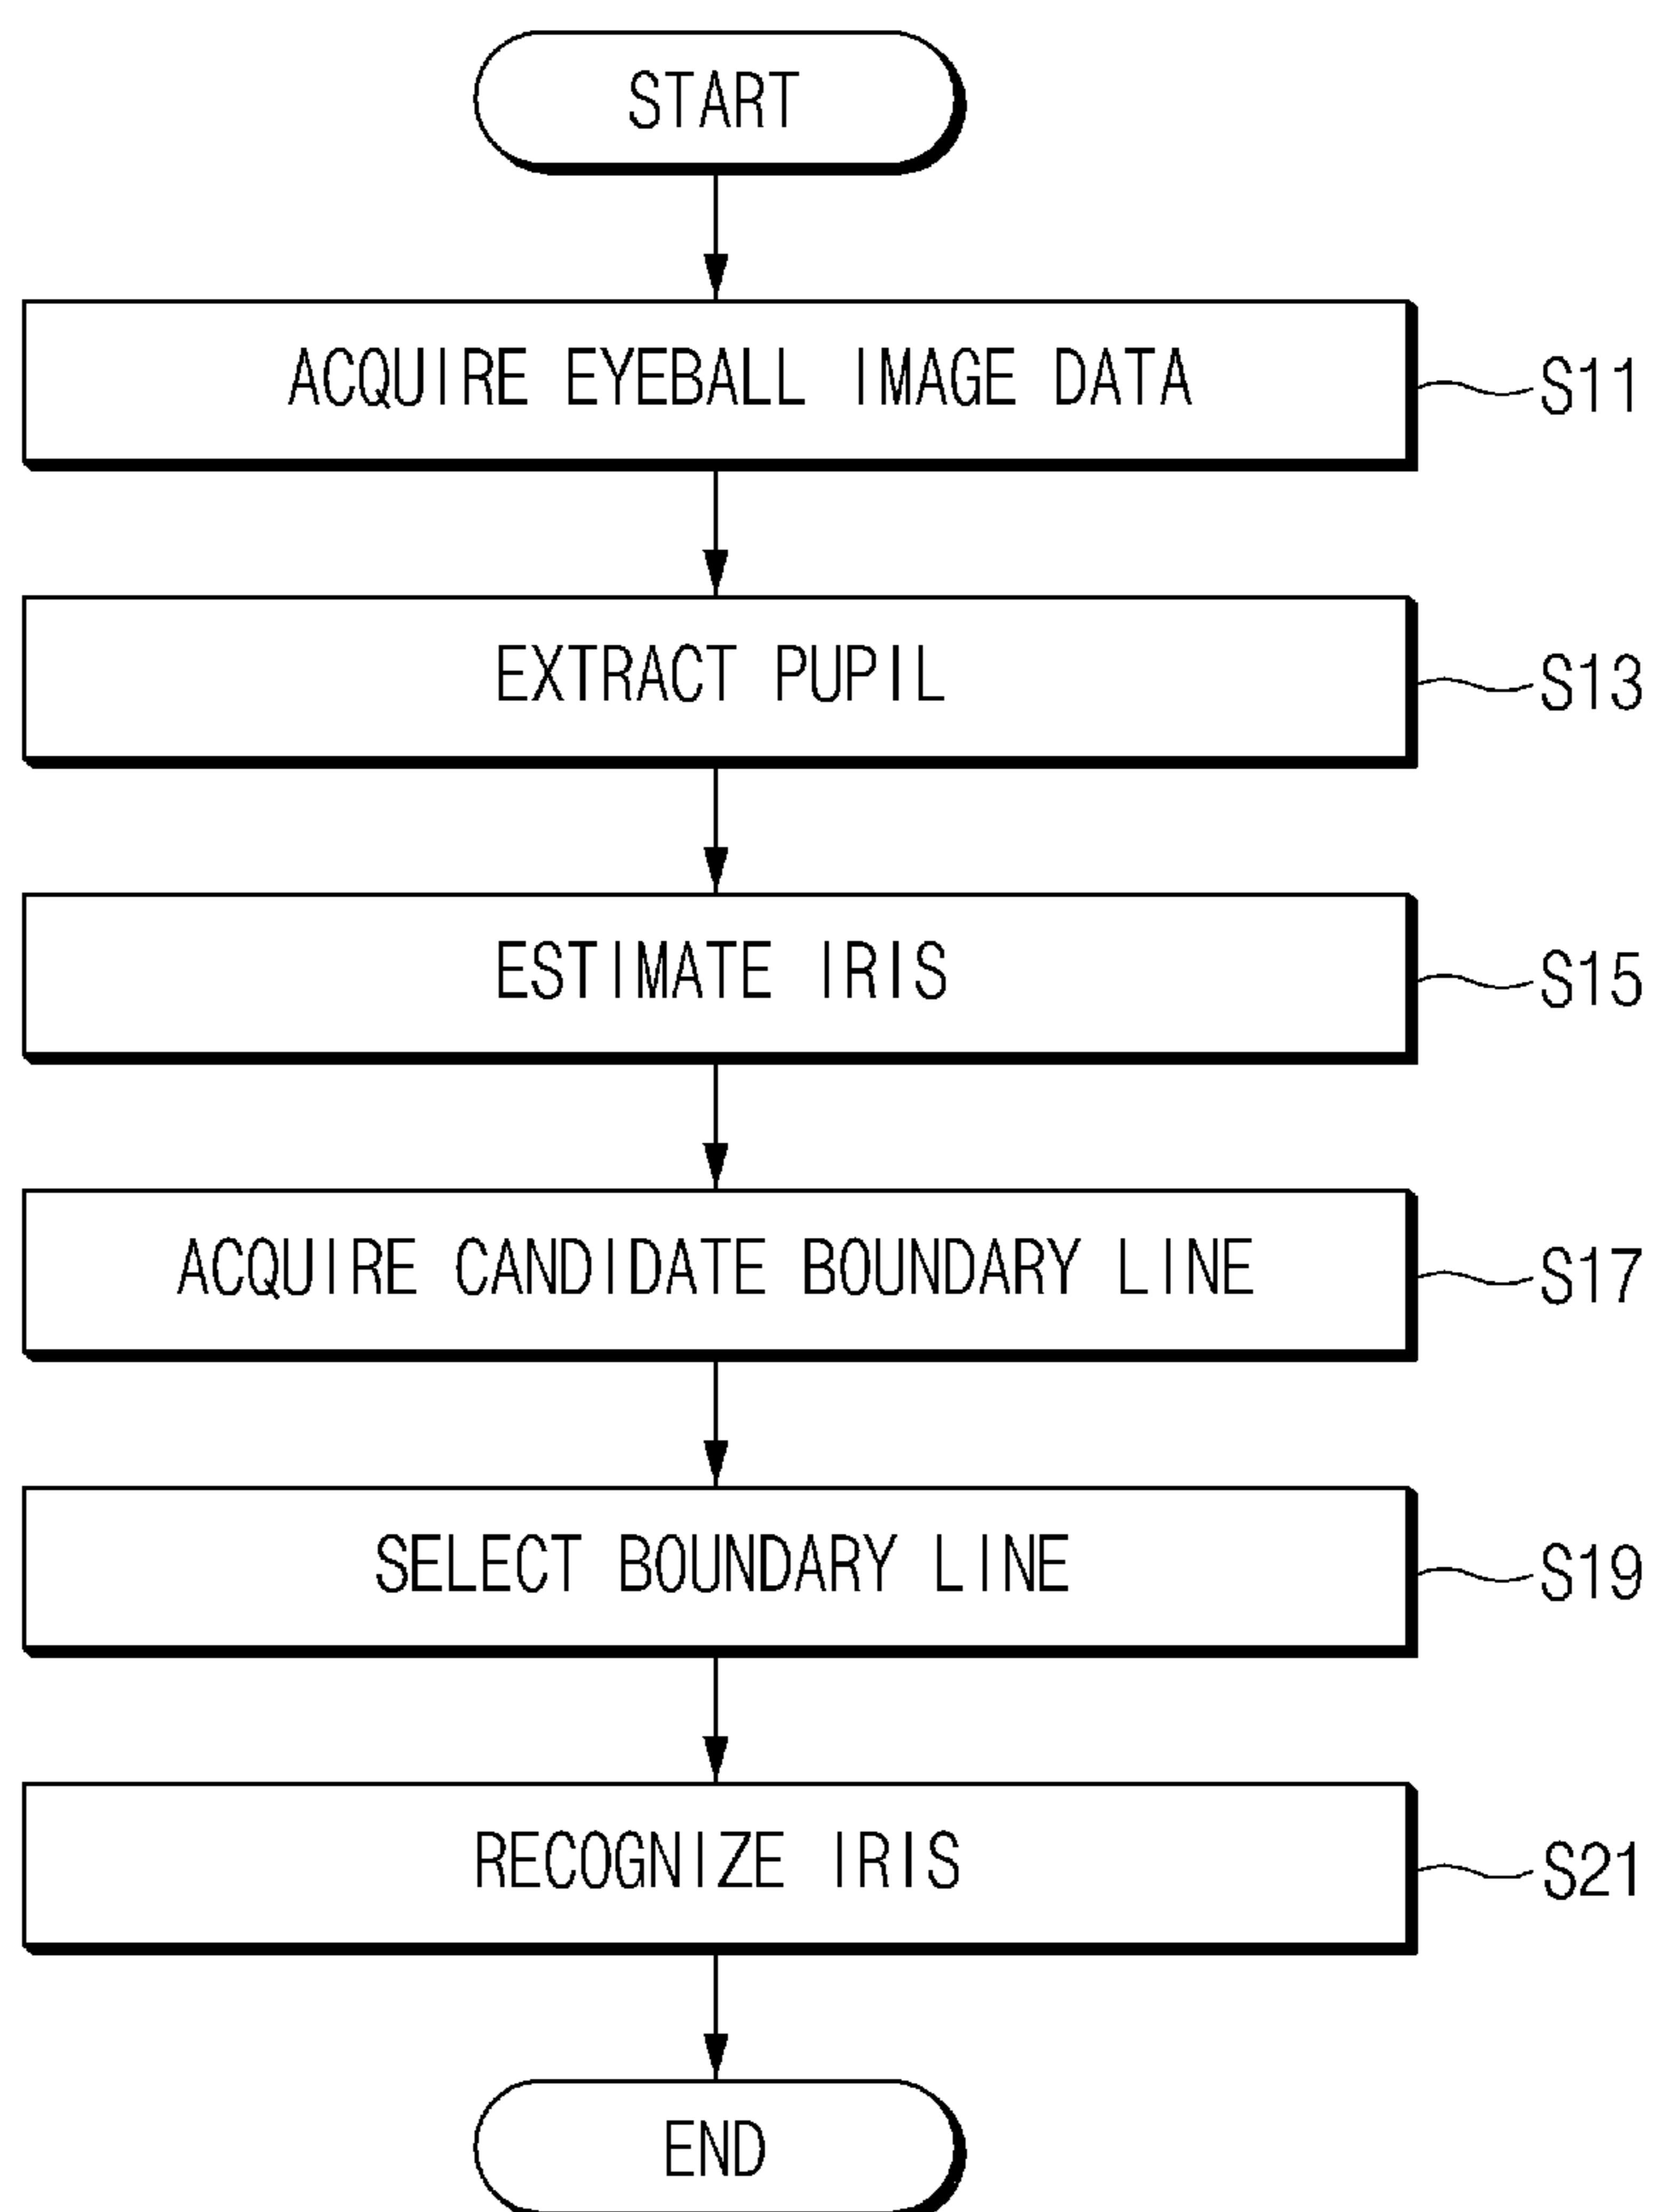 START
ACQUIRE EYEBALL IMAGE DATA
S11
EXTRACT PUPIL
S13
ESTIMATE IRIS
S15
ACQUIRE CANDIDATE BOUNDARY LINE
S17
SELECT BOUNDARY LINE
S19
RECOGNIZE IRIS
S21
END